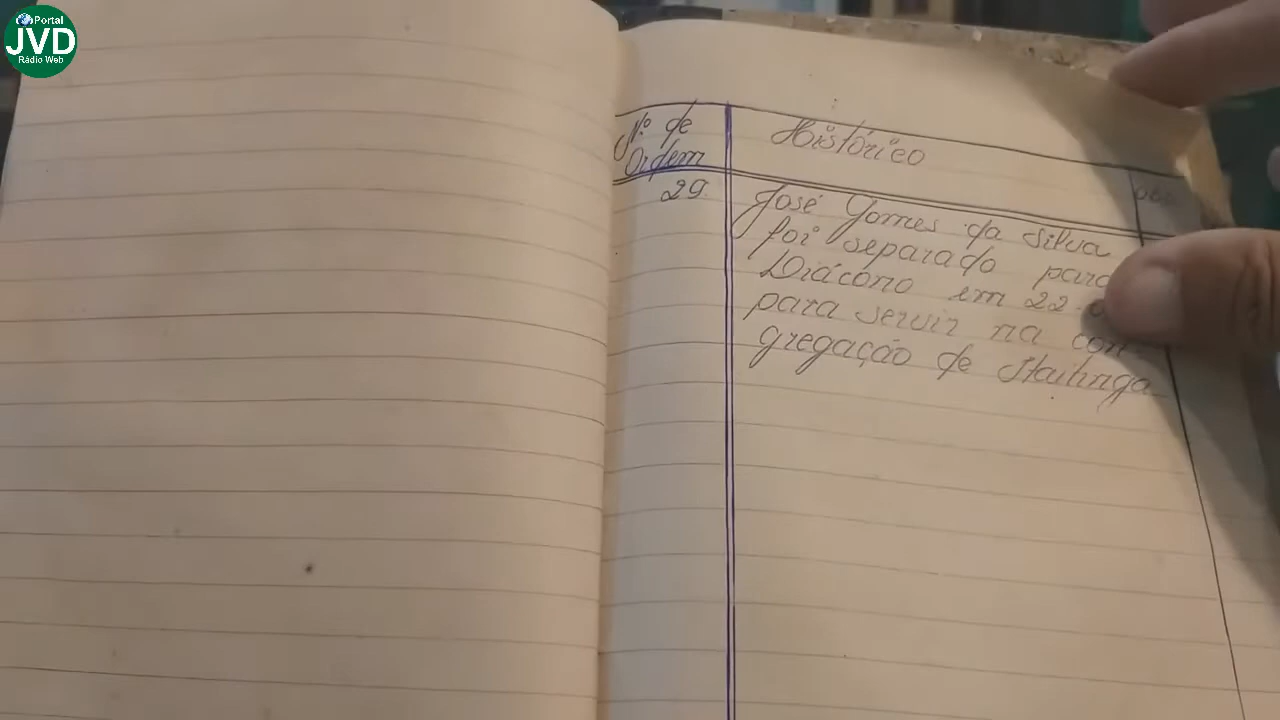 Portal
JVD
Rádio Web
Nº de
Ordem
Histórico
obs
29
José Gomes da Silva
foi separado para
Diácono em 22.
para servir na con-
gregação de